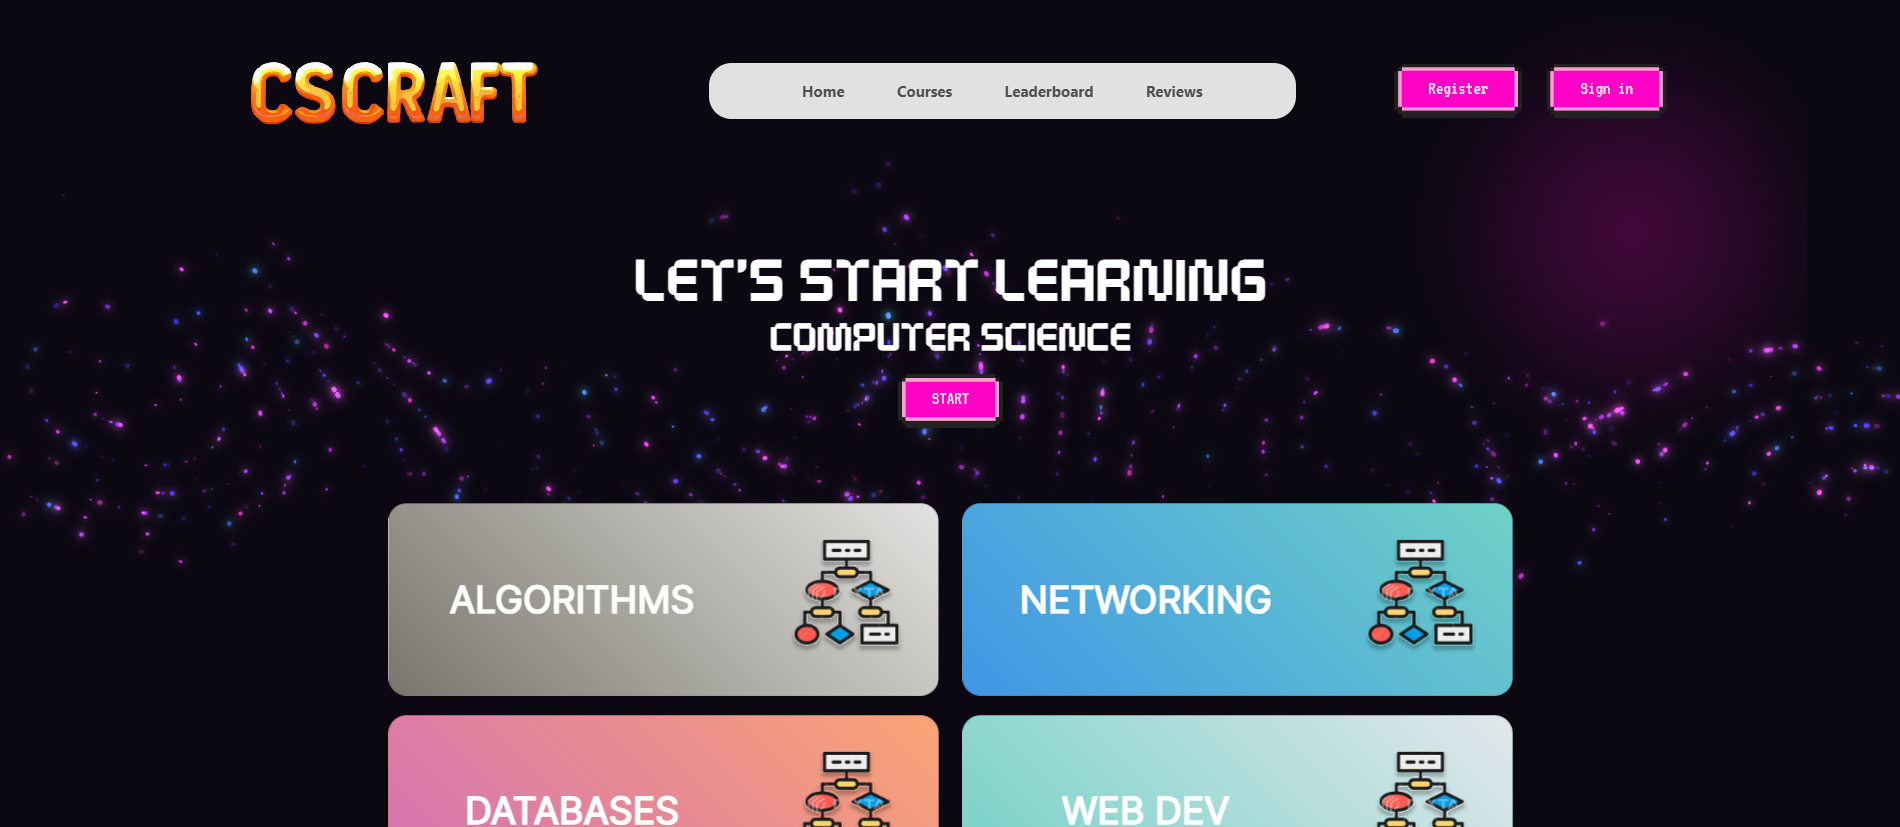 CSCRAFT
Home Courses Leaderboard Reviews
Register Sign in
LET'S START LEARNING
COMPUTER SCIENCE
START
ALGORITHMS
NETWORKING
DATABASES
WEB DEV